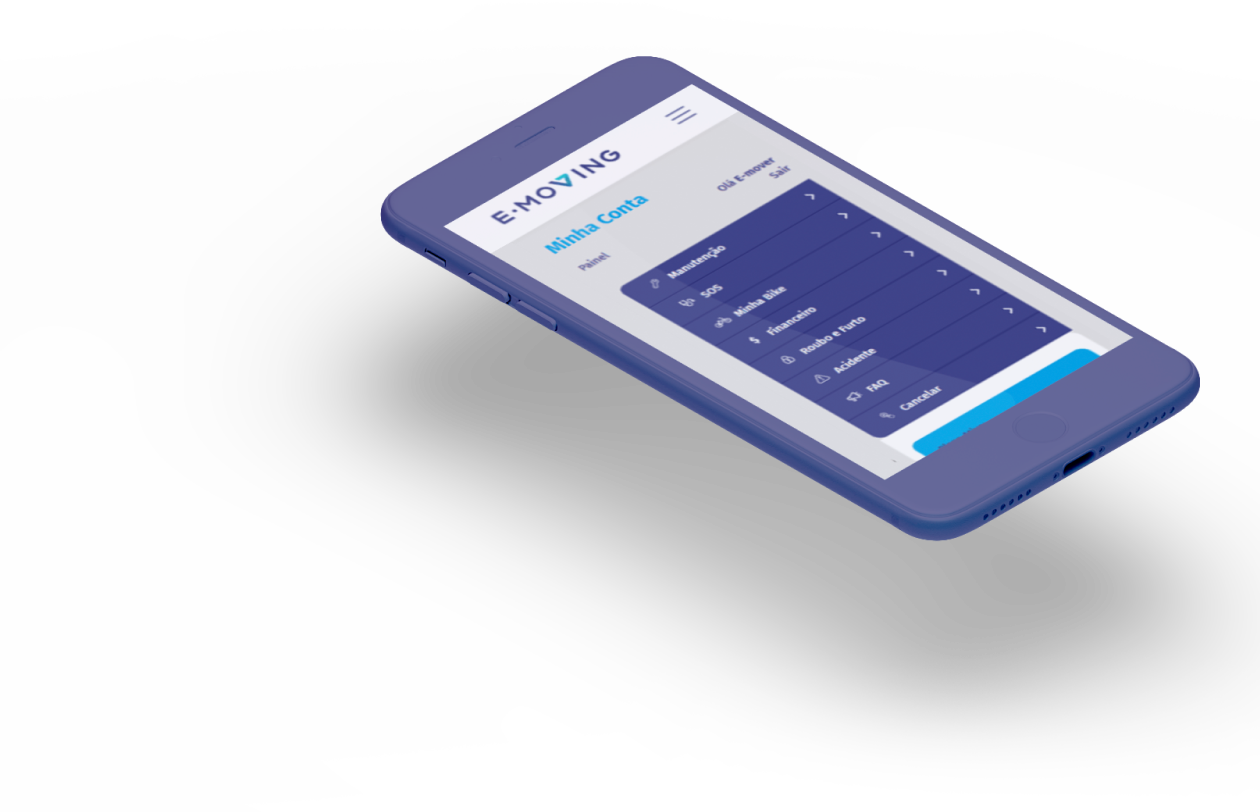 E·MOVING
Minha Conta
Olá E-mover
Sair
Painel
Manutenção
SOS
Minha Bike
Financeiro
Roubo e Furto
Acidente
FAQ
Cancelar